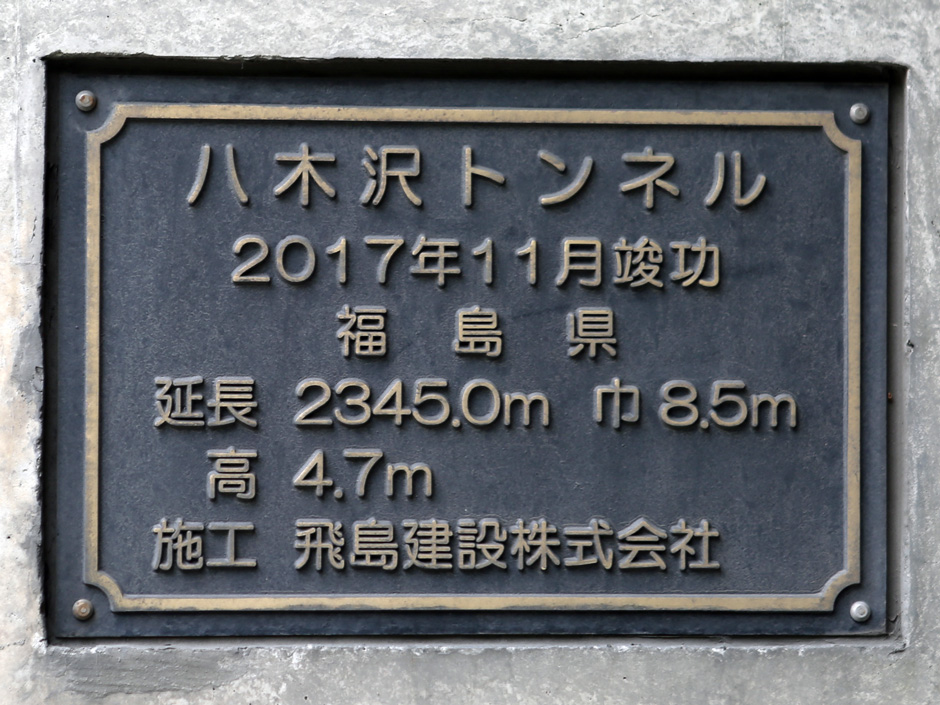 八木沢トンネル
2017年11月竣功
福島県
延長 2345.0m 巾 8.5m
高 4.7m
施工 飛島建設株式会社